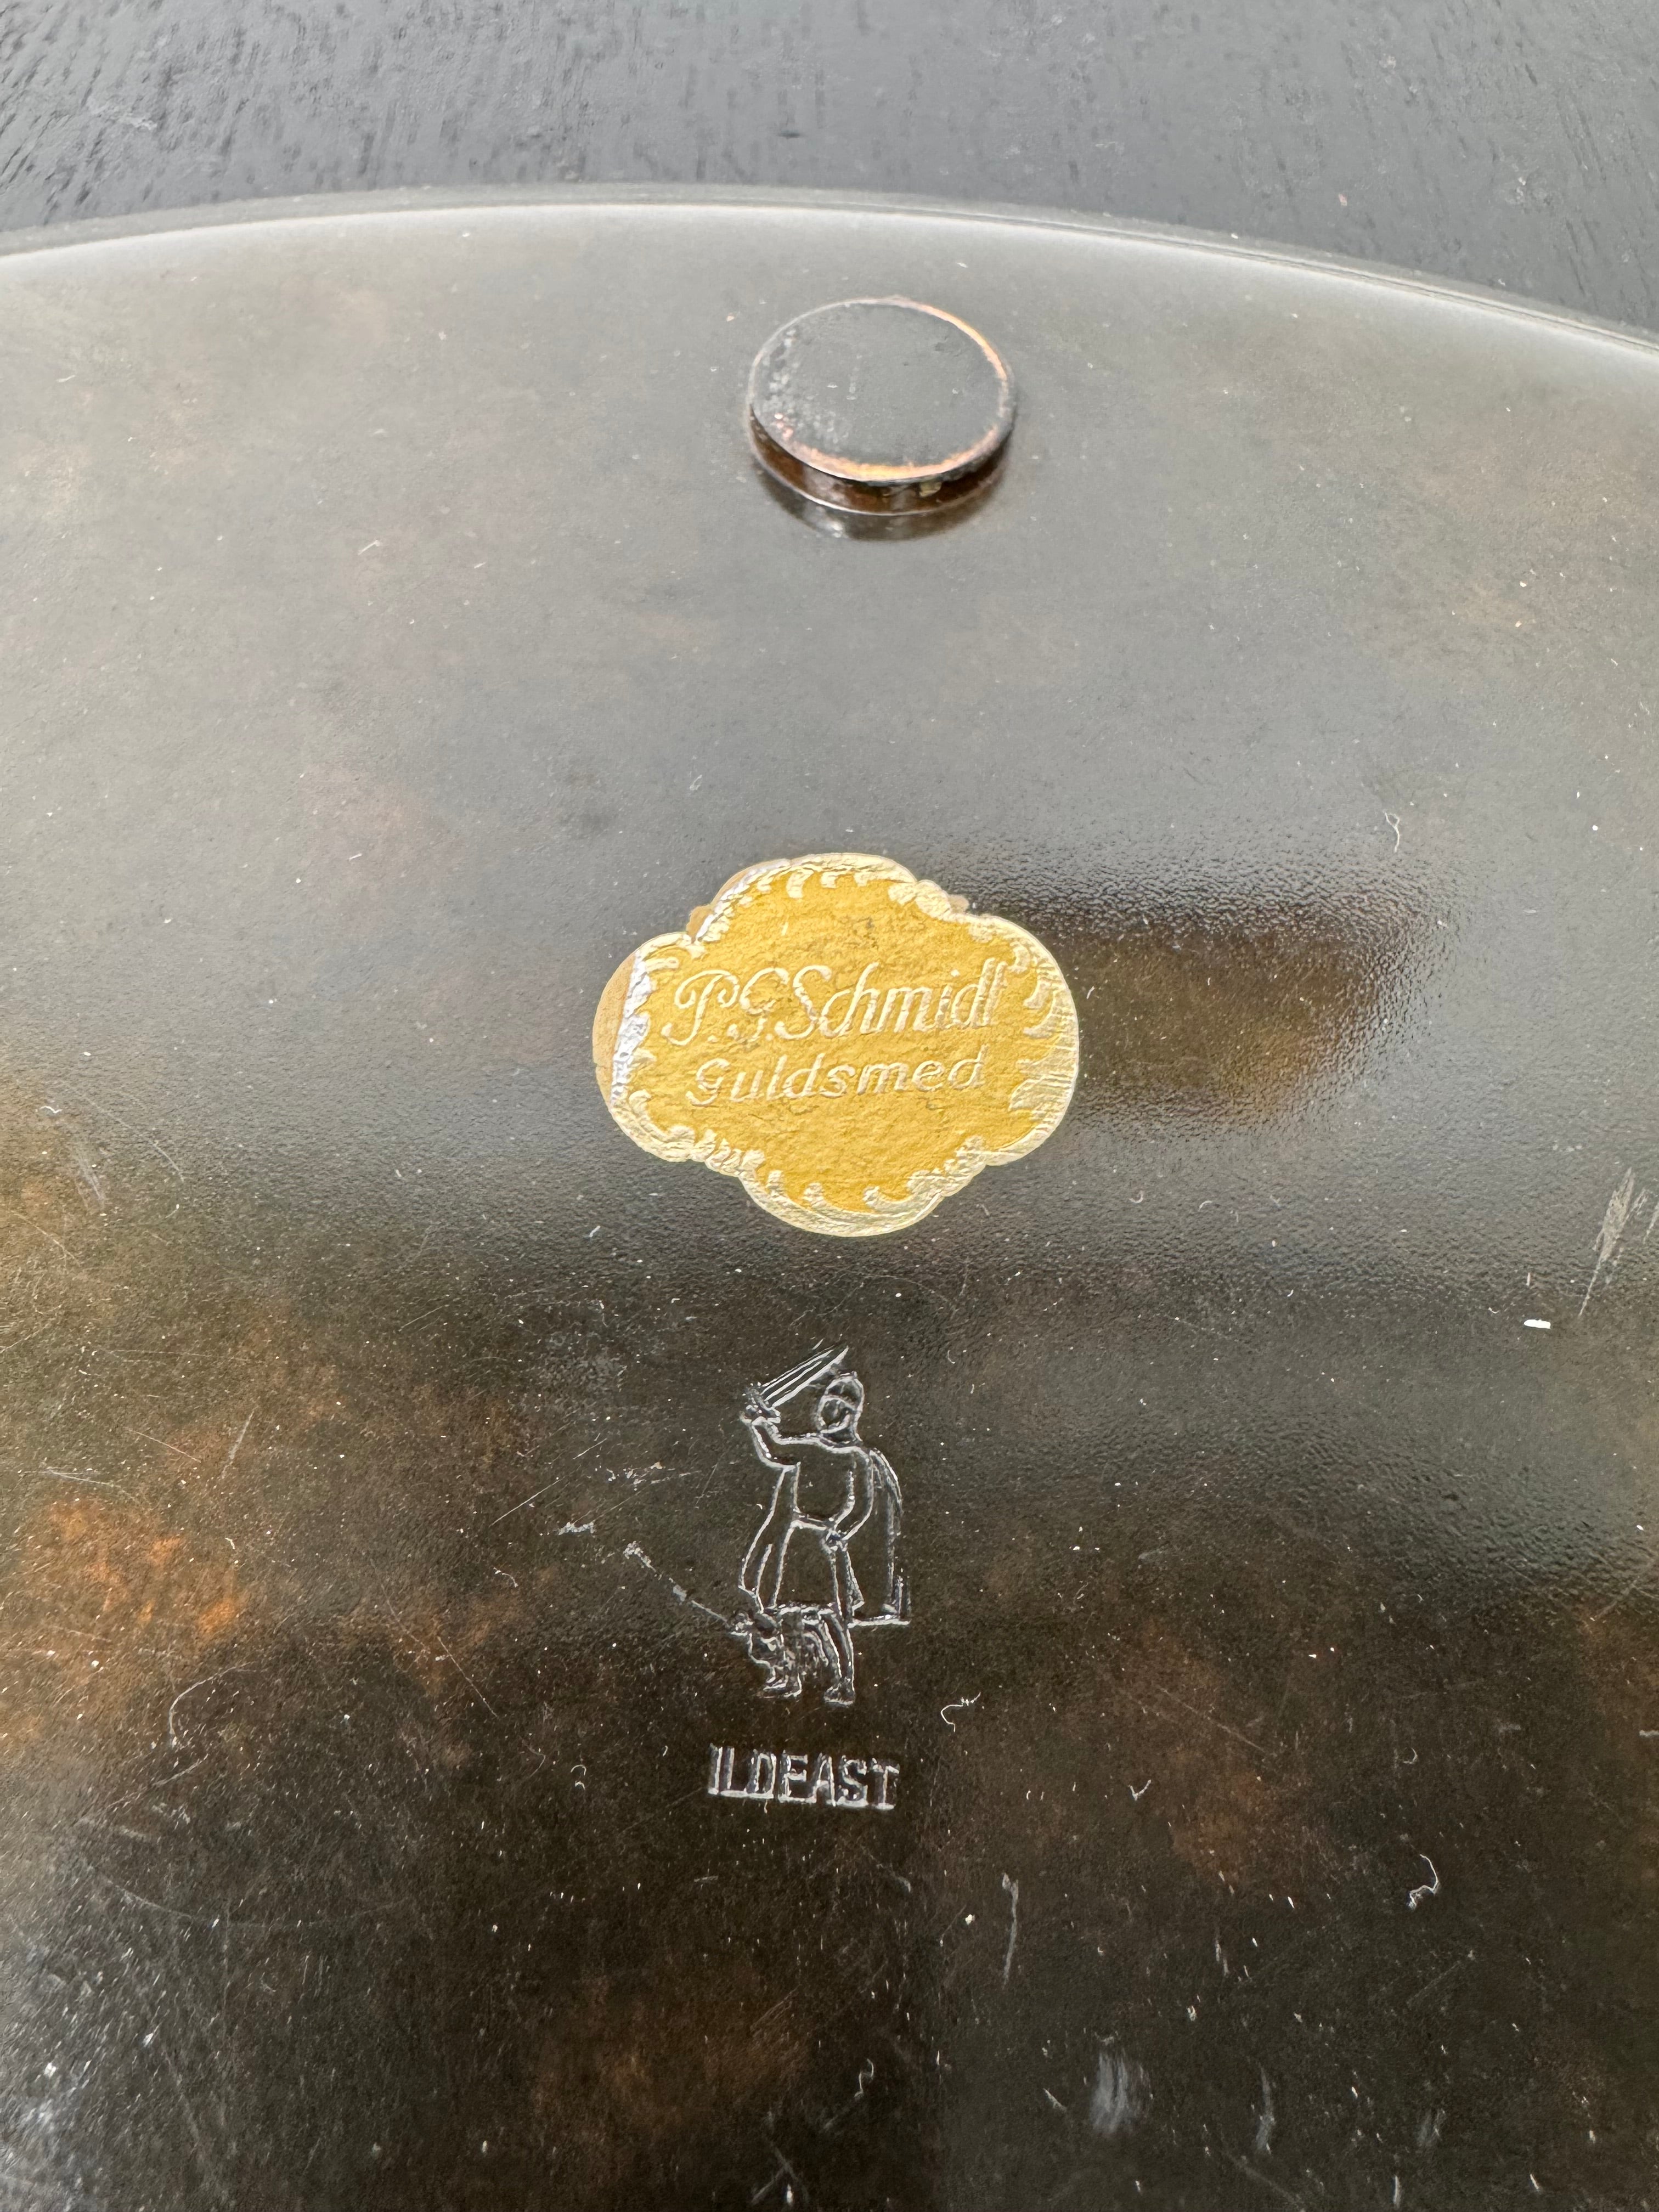 P.G. Schmidt
Guldsmed
ILDFAST